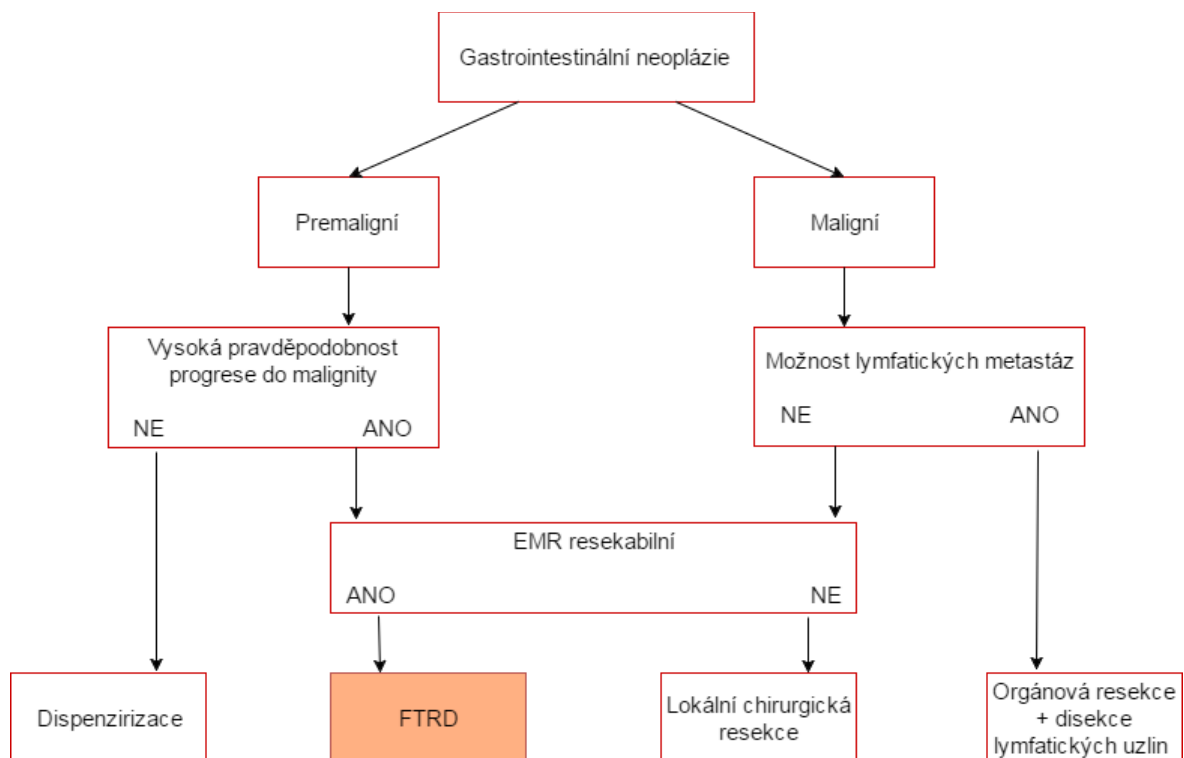 Gastrointestinální neoplázie
Premaligní
Maligní
Vysoká pravděpodobnost
progrese do malignity
NE
ANO
Možnost lymfatických metastáz
NE
ANO
EMR resekabilní
ANO
NE
Dispenzirizace
FTRD
Lokální chirurgická
resekce
Orgánová resekce
+ disekce
lymfatických uzlin